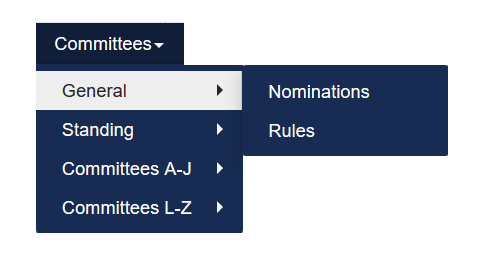 Committees
General
Nominations
Rules
Standing
Committees A-J
Committees L-Z